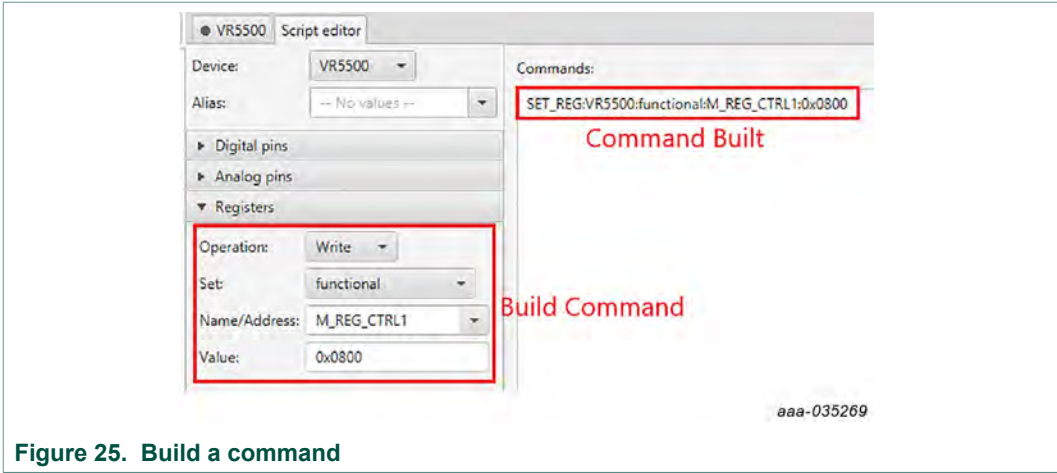 VR5500 Script editor
Device: VR5500
Commands:
Alias: -- No values --
SET_REG:VR5500:functional:M_REG_CTRL1:0x0800
Command Built
Digital pins
Analog pins
Registers
Operation: Write
Set: functional
Build Command
Name/Address: M_REG_CTRL1
Value: 0x0800
aaa-035269
Figure 25. Build a command